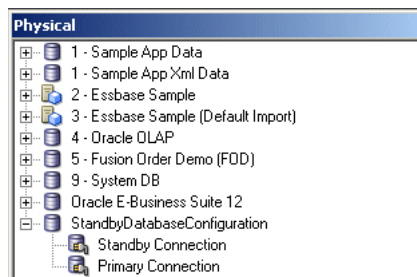 Physical
1 - Sample App Data
1 - Sample App Xml Data
2 - Essbase Sample
3 - Essbase Sample (Default Import)
4 - Oracle OLAP
5 - Fusion Order Demo (FOD)
9 - System DB
Oracle E-Business Suite 12
StandbyDatabaseConfiguration
Standby Connection
Primary Connection